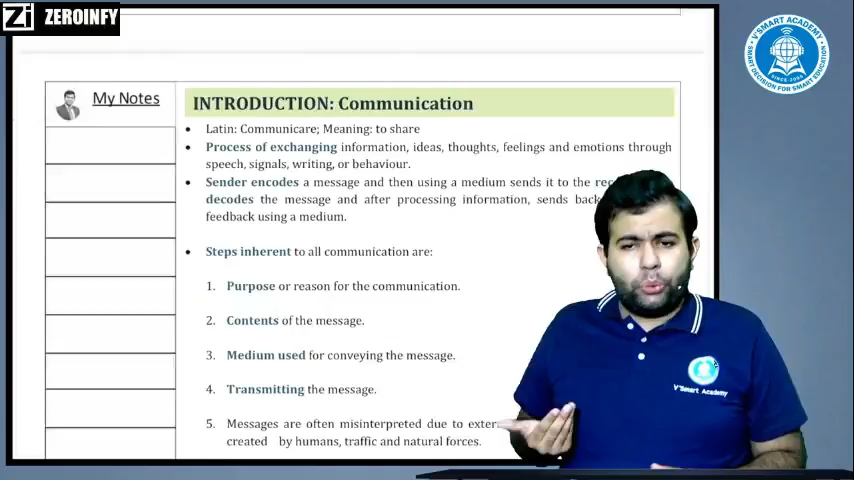 Zi ZEROINFY
V'SMART ACADEMY
SINCE-2005
SMART DECISION FOR SMART EDUCATION
My Notes
INTRODUCTION: Communication
• Latin: Communicare; Meaning: to share
• Process of exchanging information, ideas, thoughts, feelings and emotions through
speech, signals, writing, or behaviour.
• Sender encodes a message and then using a medium sends it to the
decodes the message and after processing information, sends back
feedback using a medium.
• Steps inherent to all communication are:
1. Purpose or reason for the communication.
2. Contents of the message.
3. Medium used for conveying the message.
4. Transmitting the message.
5. Messages are often misinterpreted due to
created by humans, traffic and natural forces.
V'Smart Academy